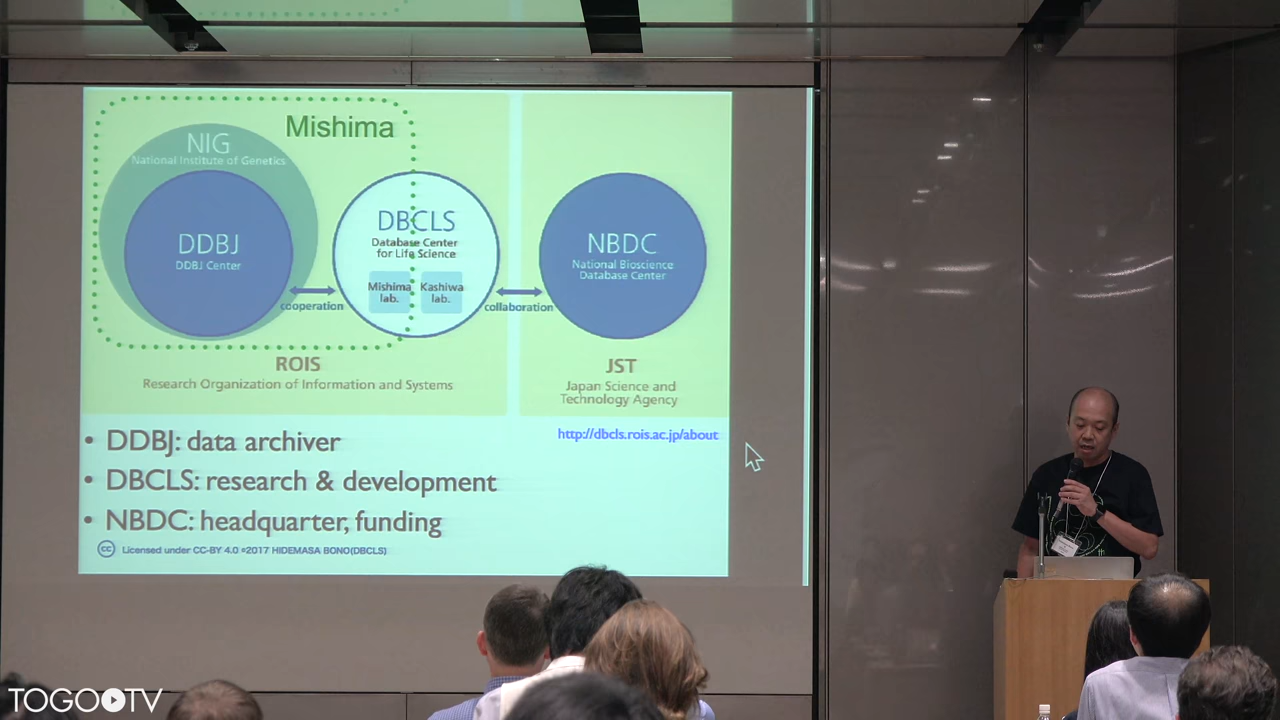 Mishima
NIG
National Institute of Genetics
DDBJ
DDBJ Center
cooperation
DBCLS
Database Center
for Life Science
Mishima
lab.
Kashiwa
lab.
collaboration
NBDC
National Bioscience
Database Center
ROIS
Research Organization of Information and Systems
JST
Japan Science and
Technology Agency
http://dbcls.rois.ac.jp/about
• DDBJ: data archiver
• DBCLS: research & development
• NBDC: headquarter, funding
cc Licensed under CC-BY 4.0 ©2017 HIDEMASA BONO(DBCLS)
TOGO TV